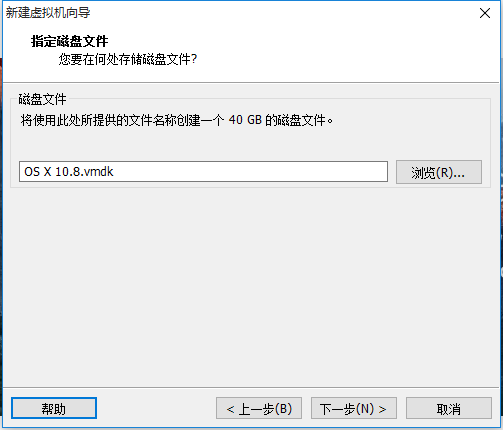 新建虚拟机向导
指定磁盘文件
您要在何处存储磁盘文件?
磁盘文件
将使用此处所提供的文件名称创建一个 40 GB 的磁盘文件。
OS X 10.8.vmdk
浏览(R)...
帮助
< 上一步(B)
下一步(N) >
取消